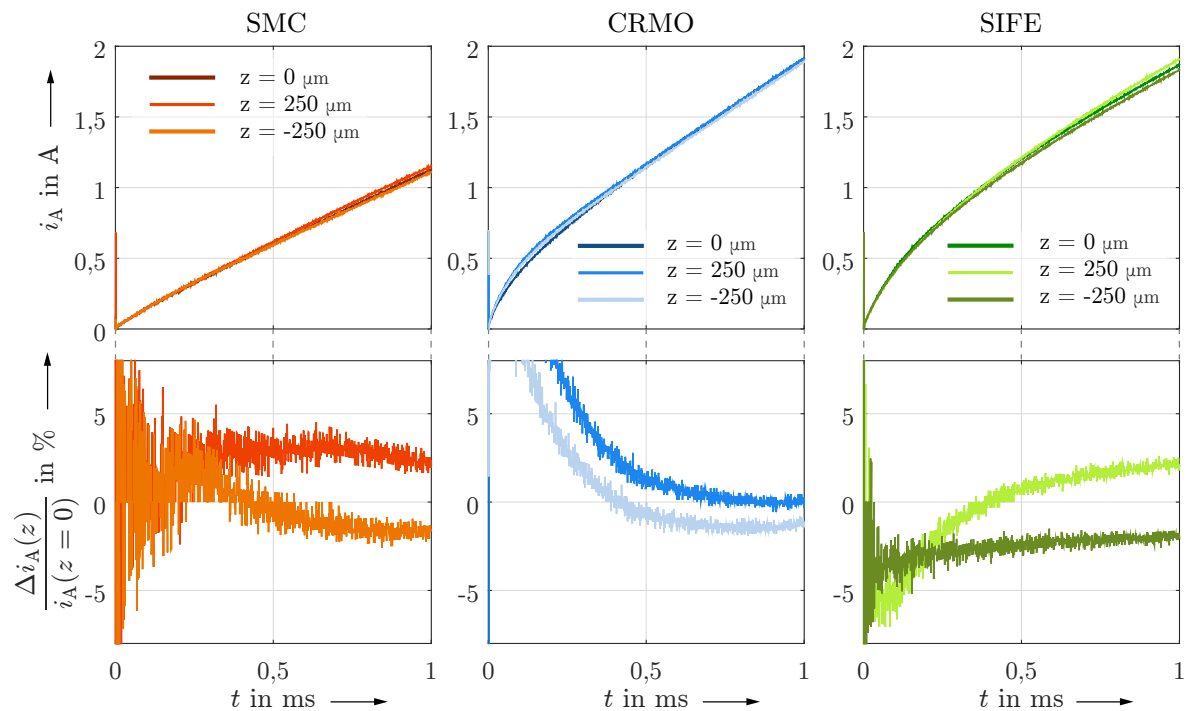 SMC
CRMO
SIFE
i_A in A
2
1,5
1
0,5
0
z = 0 μm
z = 250 μm
z = -250 μm
2
1,5
1
0,5
0
z = 0 μm
z = 250 μm
z = -250 μm
2
1,5
1
0,5
0
z = 0 μm
z = 250 μm
z = -250 μm
Δi_A(z)
i_A(z = 0)
in %
5
0
-5
5
0
-5
5
0
-5
0 0,5 1
0 0,5 1
0 0,5 1
t in ms
t in ms
t in ms